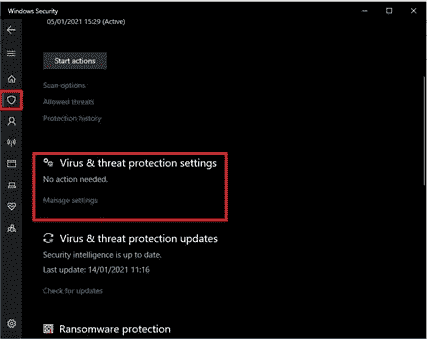 Windows Security
05/01/2021 15:29 (Active)
Start actions
Scan options
Allowed threats
Protection history
Virus & threat protection settings
No action needed.
Manage settings
Virus & threat protection updates
Security intelligence is up to date.
Last update: 14/01/2021 11:16
Check for updates
Ransomware protection